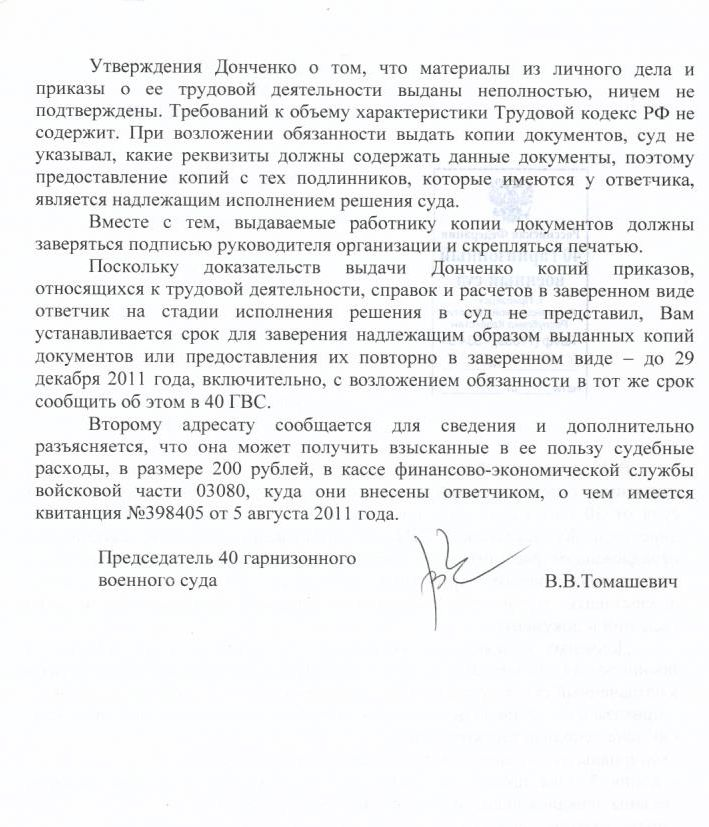 Утверждения Донченко о том, что материалы из личного дела и
приказы о ее трудовой деятельности выданы неполностью, ничем не
подтверждены. Требований к объему характеристики Трудовой кодекс РФ не
содержит. При возложении обязанности выдать копии документов, суд не
указывал, какие реквизиты должны содержать данные документы, поэтому
предоставление копий с тех подлинников, которые имеются у ответчика,
является надлежащим исполнением решения суда.
Вместе с тем, выдаваемые работнику копии документов должны
заверяться подписью руководителя организации и скрепляться печатью.
Поскольку доказательств выдачи Донченко копий приказов,
относящихся к трудовой деятельности, справок и расчетов в заверенном виде
ответчик на стадии исполнения решения в суд не представил, Вам
устанавливается срок для заверения надлежащим образом выданных копий
документов или предоставления их повторно в заверенном виде – до 29
декабря 2011 года, включительно, с возложением обязанности в тот же срок
сообщить об этом в 40 ГВС.
Второму адресату сообщается для сведения и дополнительно
разъясняется, что она может получить взысканные в ее пользу судебные
расходы, в размере 200 рублей, в кассе финансово-экономической службы
войсковой части 03080, куда они внесены ответчиком, о чем имеется
квитанция №398405 от 5 августа 2011 года.
Председатель 40 гарнизонного
военного суда В.В.Томашевич